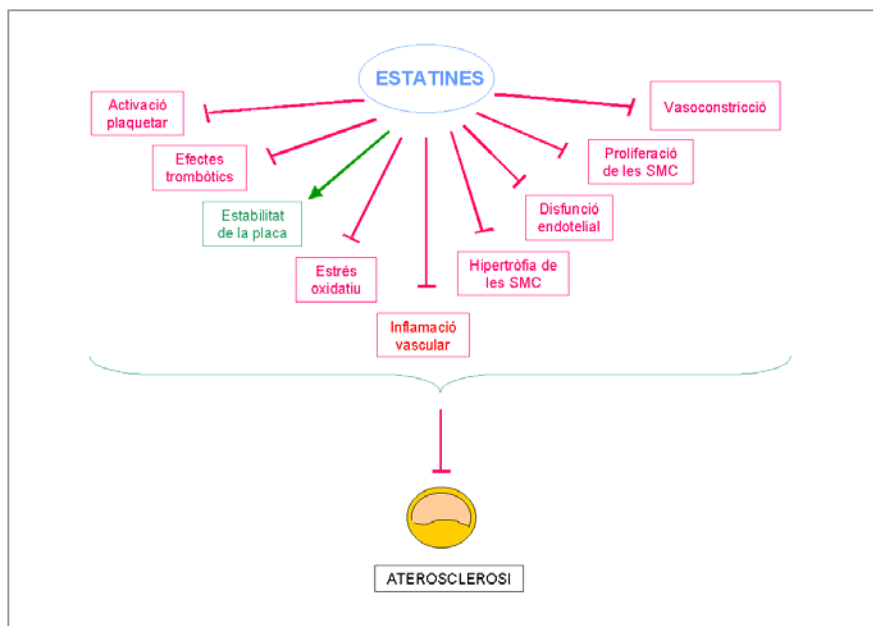 ESTATINES
Activació
plaquetar
Vasoconstricció
Efectes
trombòtics
Proliferació
de les SMC
Estabilitat
de la placa
Disfunció
endotelial
Estrés
oxidatiu
Hipertròfia de
les SMC
Inflamació
vascular
ATEROSCLEROSI